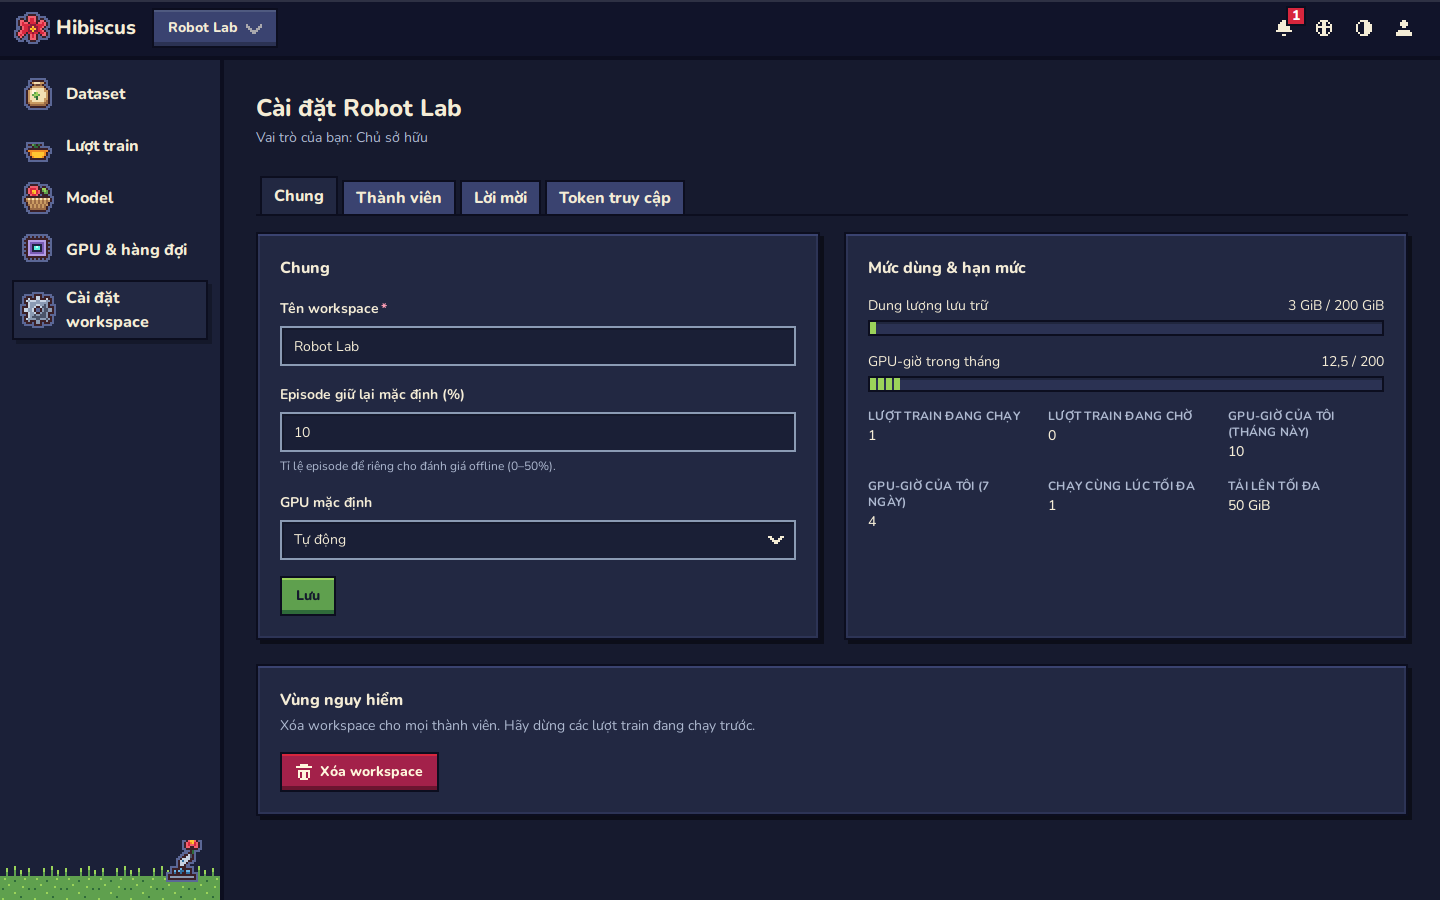 Hibiscus
Robot Lab
1
Dataset
Lượt train
Model
GPU & hàng đợi
Cài đặt
workspace
Cài đặt Robot Lab
Vai trò của bạn: Chủ sở hữu
Chung
Thành viên
Lời mời
Token truy cập
Chung
Tên workspace *
Robot Lab
Episode giữ lại mặc định (%)
10
Tỉ lệ episode để riêng cho đánh giá offline (0–50%).
GPU mặc định
Tự động
Lưu
Mức dùng & hạn mức
Dung lượng lưu trữ 3 GiB / 200 GiB
GPU-giờ trong tháng 12,5 / 200
LƯỢT TRAIN ĐANG CHẠY
1
LƯỢT TRAIN ĐANG CHỜ
0
GPU-GIỜ CỦA TÔI
(THÁNG NÀY)
10
GPU-GIỜ CỦA TÔI (7
NGÀY)
4
CHẠY CÙNG LÚC TỐI ĐA
1
TẢI LÊN TỐI ĐA
50 GiB
Vùng nguy hiểm
Xóa workspace cho mọi thành viên. Hãy dừng các lượt train đang chạy trước.
Xóa workspace